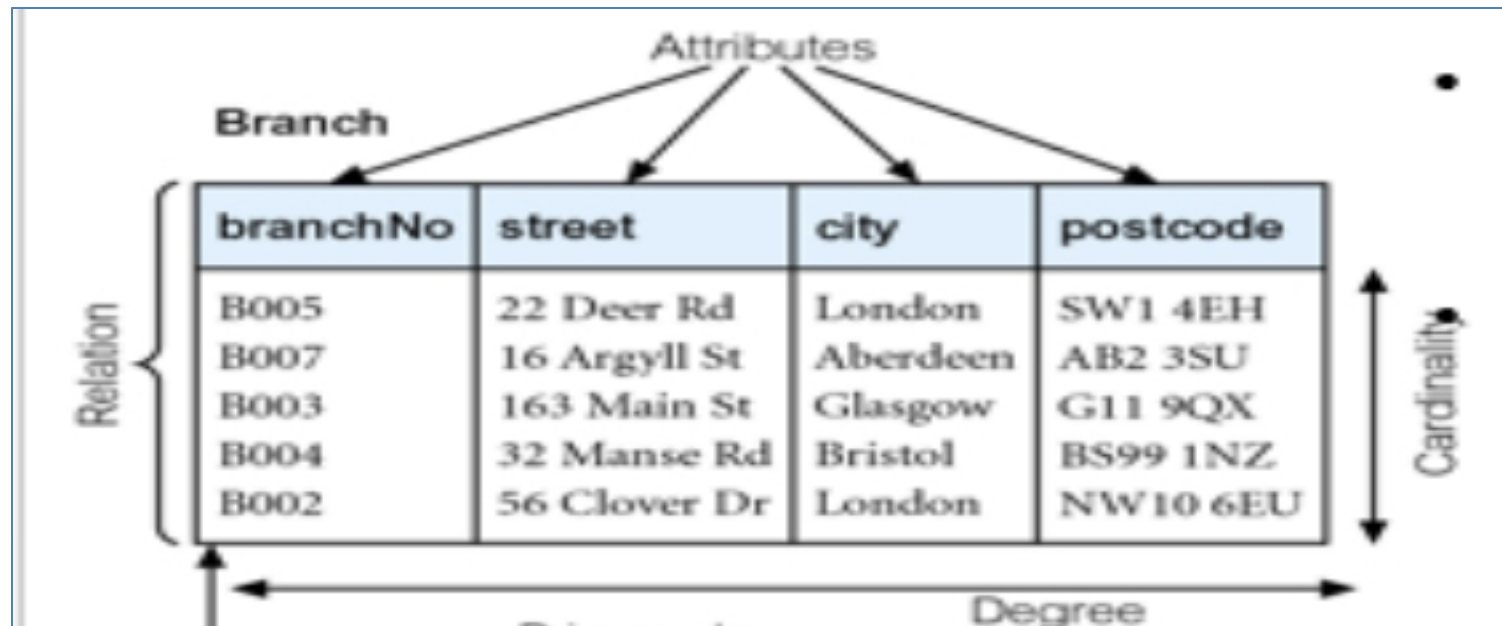 Attributes
Branch
branchNo street city postcode
B005 22 Deer Rd London SW1 4EH
B007 16 Argyll St Aberdeen AB2 3SU
B003 163 Main St Glasgow G11 9QX
B004 32 Manse Rd Bristol BS99 1NZ
B002 56 Clover Dr London NW10 6EU
Relation
Cardinality
Degree